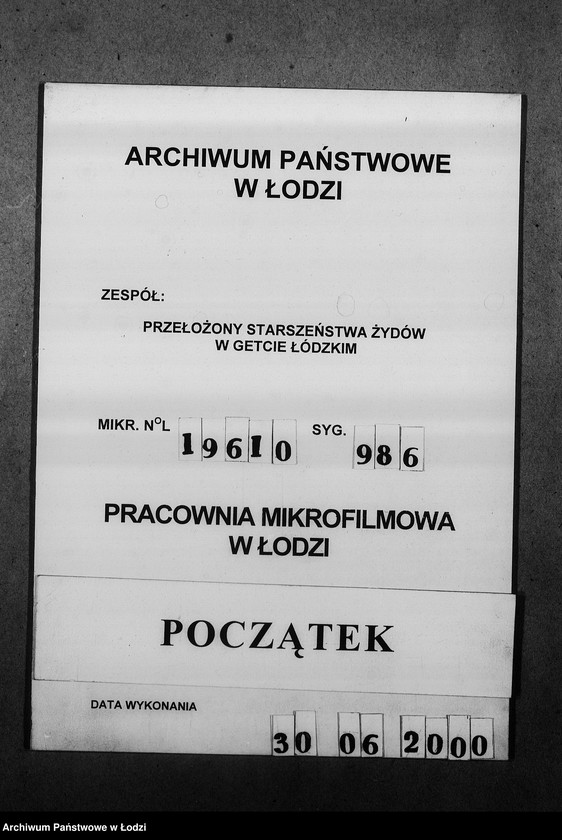 ARCHIWUM PAŃSTWOWE
W ŁODZI
ZESPÓŁ:
PRZEŁOŻONY STARSZEŃSTWA ŻYDÓW
W GETCIE ŁÓDZKIM
MIKR. NOL 19610 SYG. 986
PRACOWNIA MIKROFILMOWA
W ŁODZI
POCZĄTEK
DATA WYKONANIA
30 06 2000
Archiwum Państwowe w Łodzi